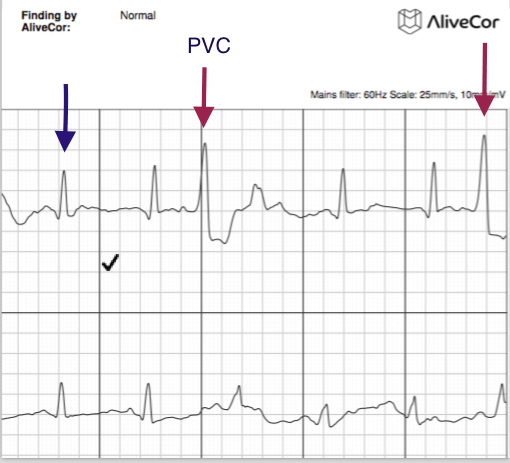 Finding by Normal
AliveCor:
AliveCor
PVC
Mains filter: 60Hz Scale: 25mm/s, 10mm/mV